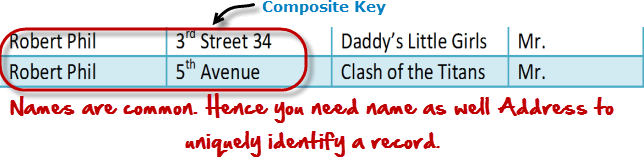 Composite Key
Robert Phil 3rd Street 34 Daddy's Little Girls Mr.
Robert Phil 5th Avenue Clash of the Titans Mr.
Names are common. Hence you need name as well Address to
uniquely identify a record.